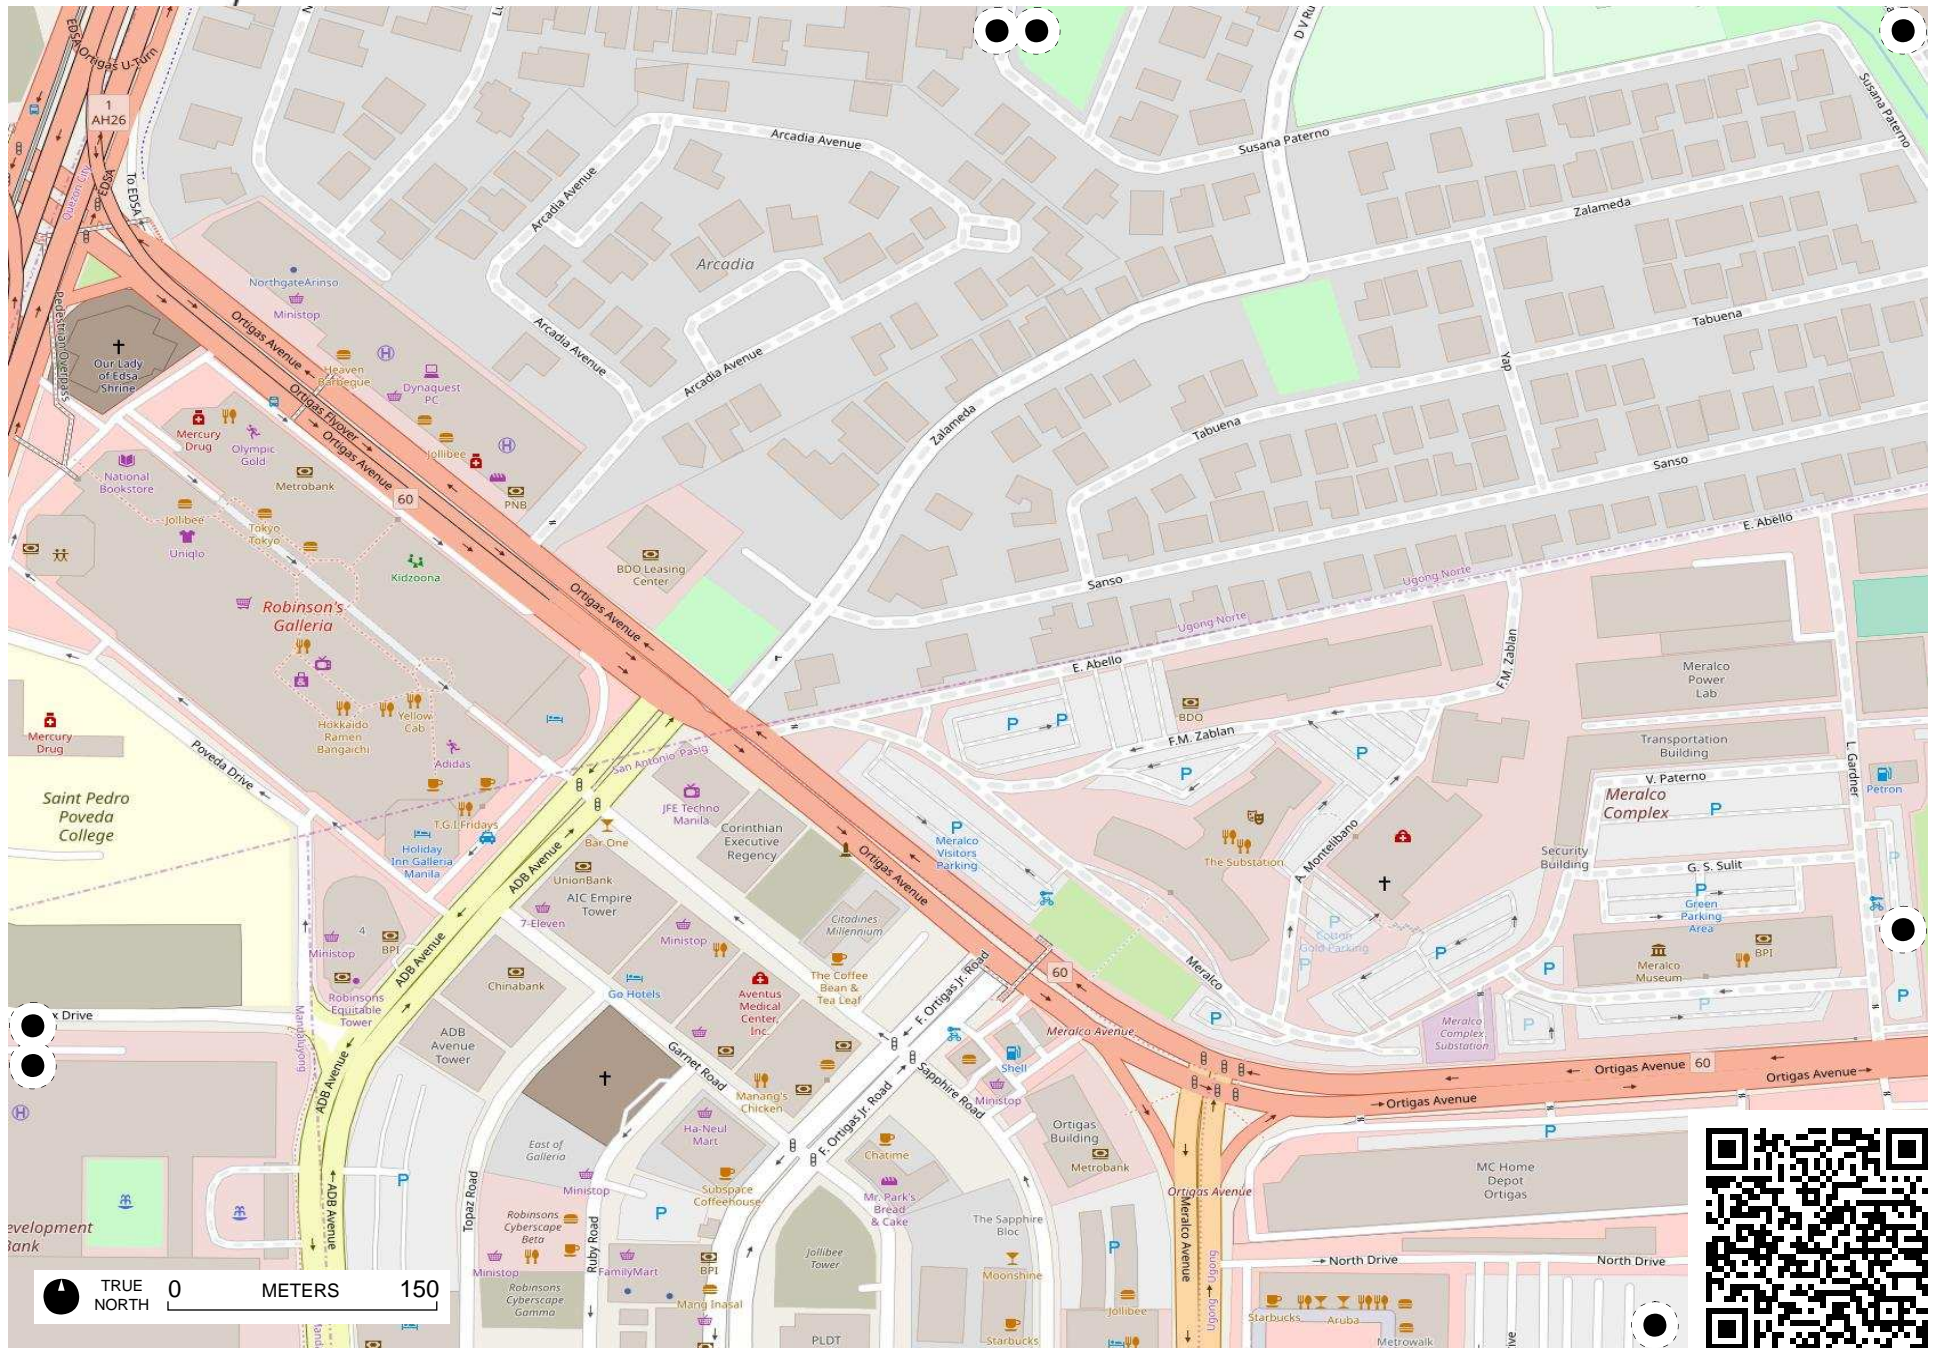 EDSA-Ortigas U-Turn
1
AH26
Quezon City
EDSA
To EDSA
Arcadia Avenue
Arcadia Avenue
Susana Paterno
Susana Paterno
Zalameda
Arcadia
NorthgateArinso
Ministop
Pedestrian Overpass
Our Lady
of Edsa
Shrine
Ortigas Avenue
Arcadia Avenue
Arcadia Avenue
Tabuena
Yap
Heaven
Barbeque
Dynaquest
PC
Ortigas Flyover
Mercury
Drug
Olympic
Gold
Ortigas Avenue
Jollibee
Zalameda
Tabuena
National
Bookstore
Metrobank
60
PNB
Sanso
Jollibee
Tokyo
Tokyo
Uniqlo
E. Abello
Kidzoona
BDO Leasing
Center
Sanso
Ugong Norte
Robinson's
Galleria
Ortigas Avenue
Ugong Norte
E. Abello
F.M. Zablan
Meralco
Power
Lab
P
P
BDO
Hokkaido
Ramen
Bangaichi
Yellow
Cab
F.M. Zablan
Mercury
Drug
Poveda Drive
Adidas
San Antonio Pasig
P
P
Transportation
Building
V. Paterno
L. Gardner
Petron
Saint Pedro
Poveda
College
JFE Techno
Manila
Meralco
Complex
P
T.G.I Fridays
Bar One
Corinthian
Executive
Regency
P
Meralco
Visitors
Parking
The Substation
A. Montelibano
Holiday
Inn Galleria
Manila
ADB Avenue
UnionBank
Ortigas Avenue
Security
Building
G. S. Sulit
P
AIC Empire
Tower
P
Green
Parking
Area
7-Eleven
Citadines
Millennium
4
BPI
Ministop
Ministop
P
Cotton
Gold Parking
P
P
ADB Avenue
Chinabank
Go Hotels
The Coffee
Bean &
Tea Leaf
60
Meralco
P
Meralco
Museum
BPI
Robinsons
Equitable
Tower
Aventus
Medical
Center,
Inc.
F. Ortigas Jr. Road
P
P
x Drive
Mandaluyong
P
Meralco
Complex
Substation
P
ADB
Avenue
Tower
Meralco Avenue
Garnet Road
Shell
Ortigas Avenue
60
Ortigas Avenue
ADB Avenue
Manang's
Chicken
Sapphire Road
Ministop
Ortigas Avenue
F. Ortigas Jr. Road
Ha-Neul
Mart
Ortigas
Building
P
East of
Galleria
Chatime
Metrobank
MC Home
Depot
Ortigas
P
Ministop
Subspace
Coffeehouse
Mr. Park's
Bread
& Cake
Ortigas Avenue
ADB Avenue
Topaz Road
P
Robinsons
Cyberscape
Beta
The Sapphire
Bloc
Meralco Avenue
evelopment
Bank
Ruby Road
Jollibee
Tower
P
Ugong
North Drive
North Drive
Ministop
FamilyMart
BPI
Moonshine
Robinsons
Cyberscape
Gamma
Mang Inasal
Jollibee
Ugong
Starbucks
Aruba
PLDT
Starbucks
Metrowalk
TRUE
NORTH
0
METERS
150